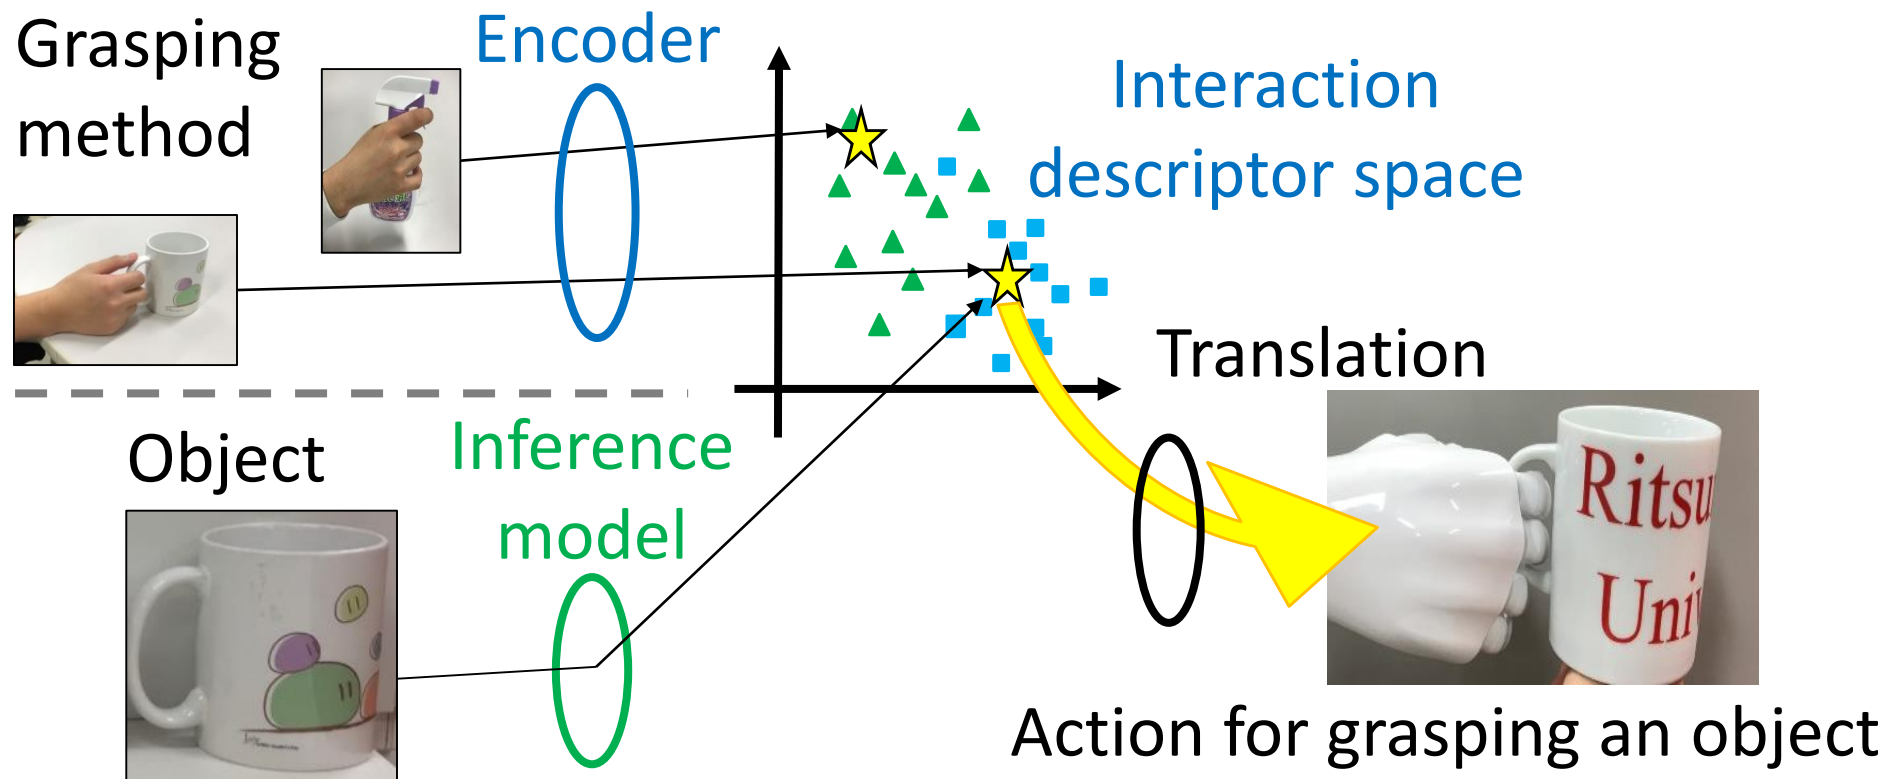 Grasping
method
Encoder
Interaction
descriptor space
Object
Inference
model
Translation
Ritsu
Uni
Action for grasping an object